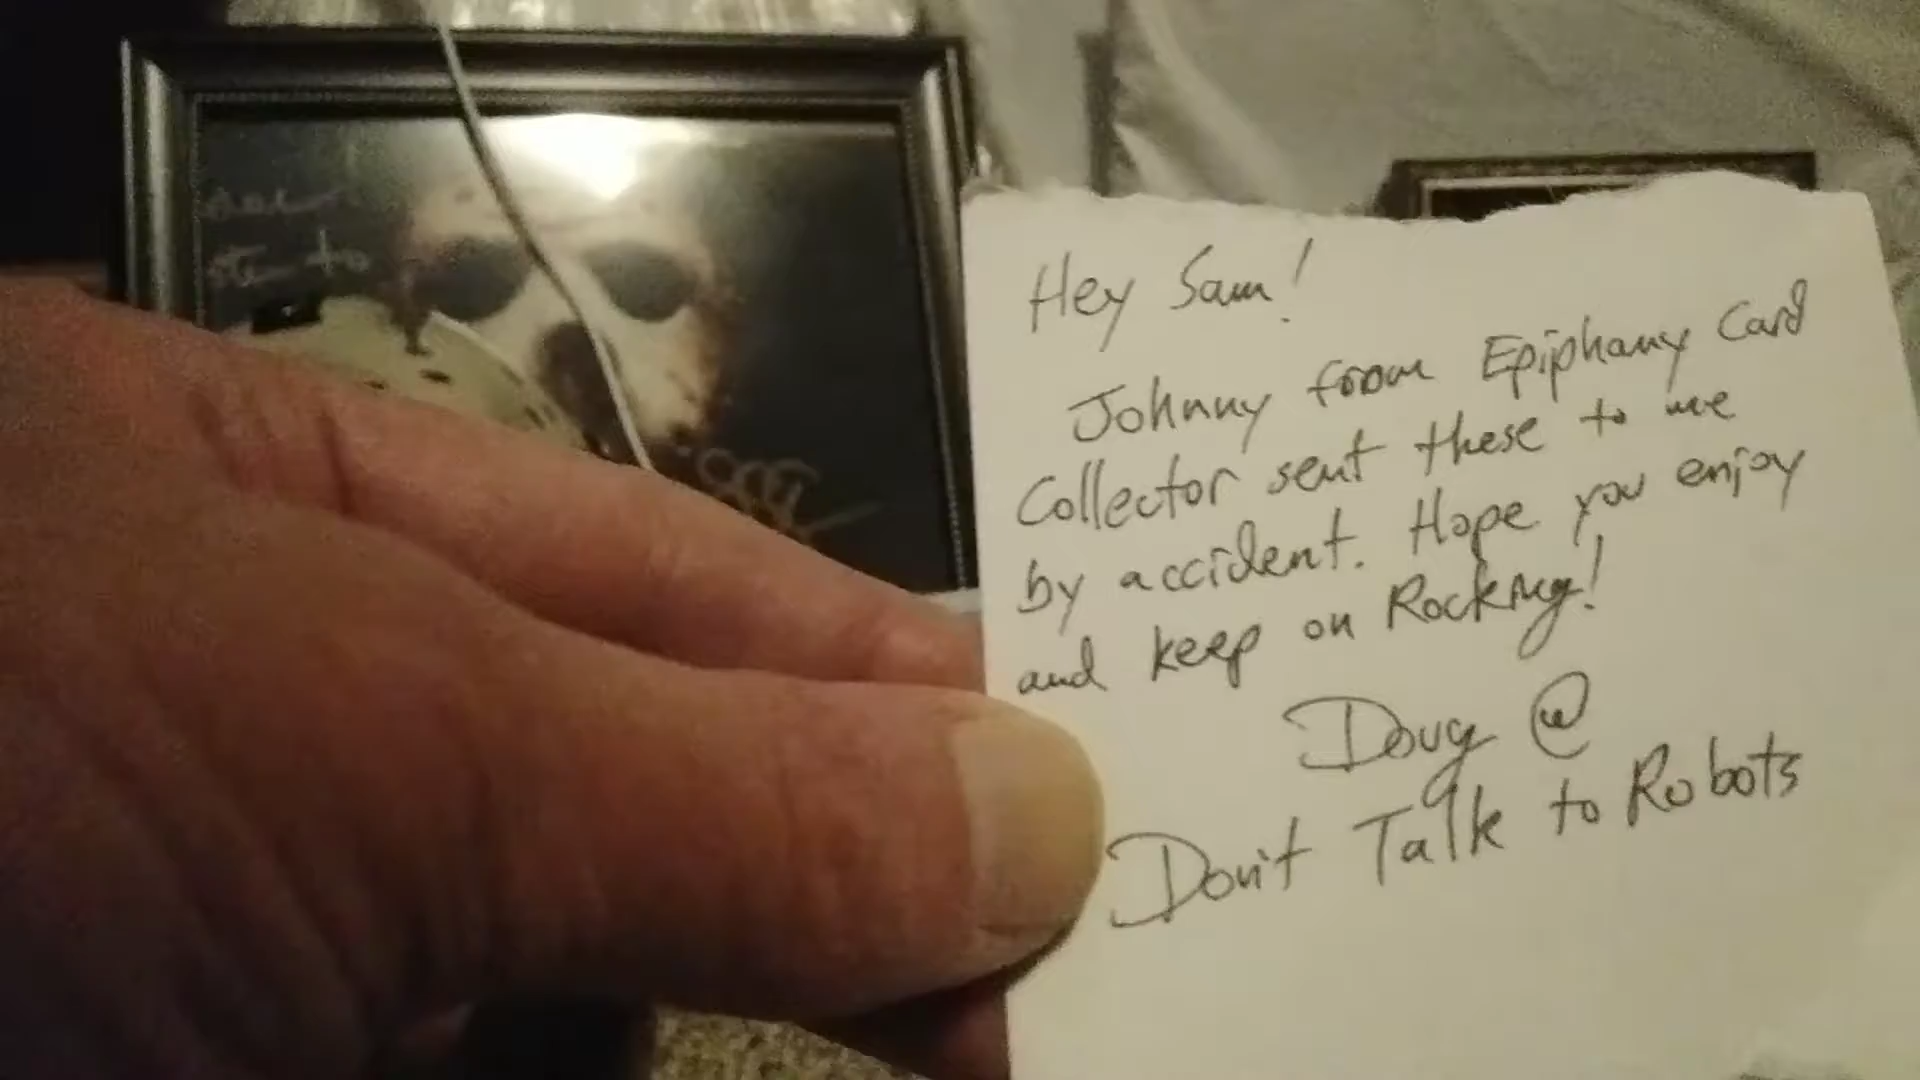 Hey Sam!
Johnny from Epiphany Card
Collector sent these to me
by accident. Hope you enjoy
and keep on Rocking!
Doug @
Don't Talk to Robots
to